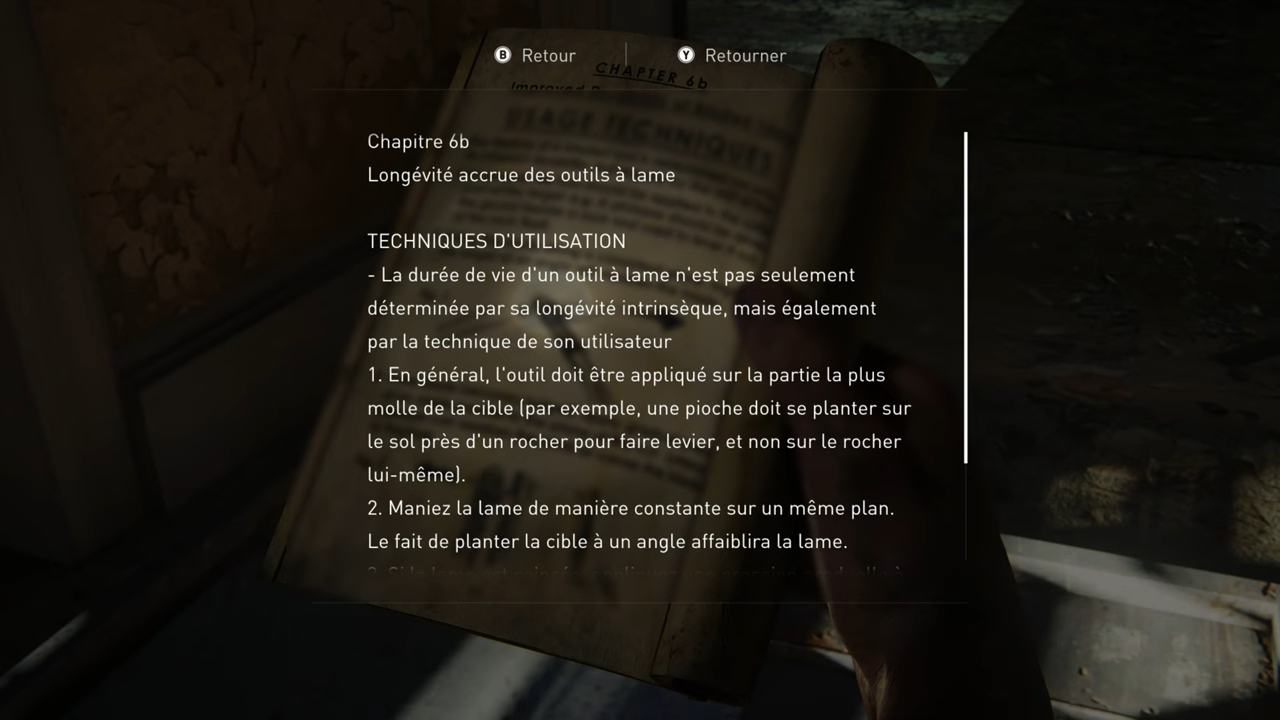 B Retour
Y Retourner
CHAPTER 6b
Improved
USAGE TECHNIQUES
Chapitre 6b
Longévité accrue des outils à lame
TECHNIQUES D'UTILISATION
- La durée de vie d'un outil à lame n'est pas seulement
déterminée par sa longévité intrinsèque, mais également
par la technique de son utilisateur
1. En général, l'outil doit être appliqué sur la partie la plus
molle de la cible (par exemple, une pioche doit se planter sur
le sol près d'un rocher pour faire levier, et non sur le rocher
lui-même).
2. Maniez la lame de manière constante sur un même plan.
Le fait de planter la cible à un angle affaiblira la lame.